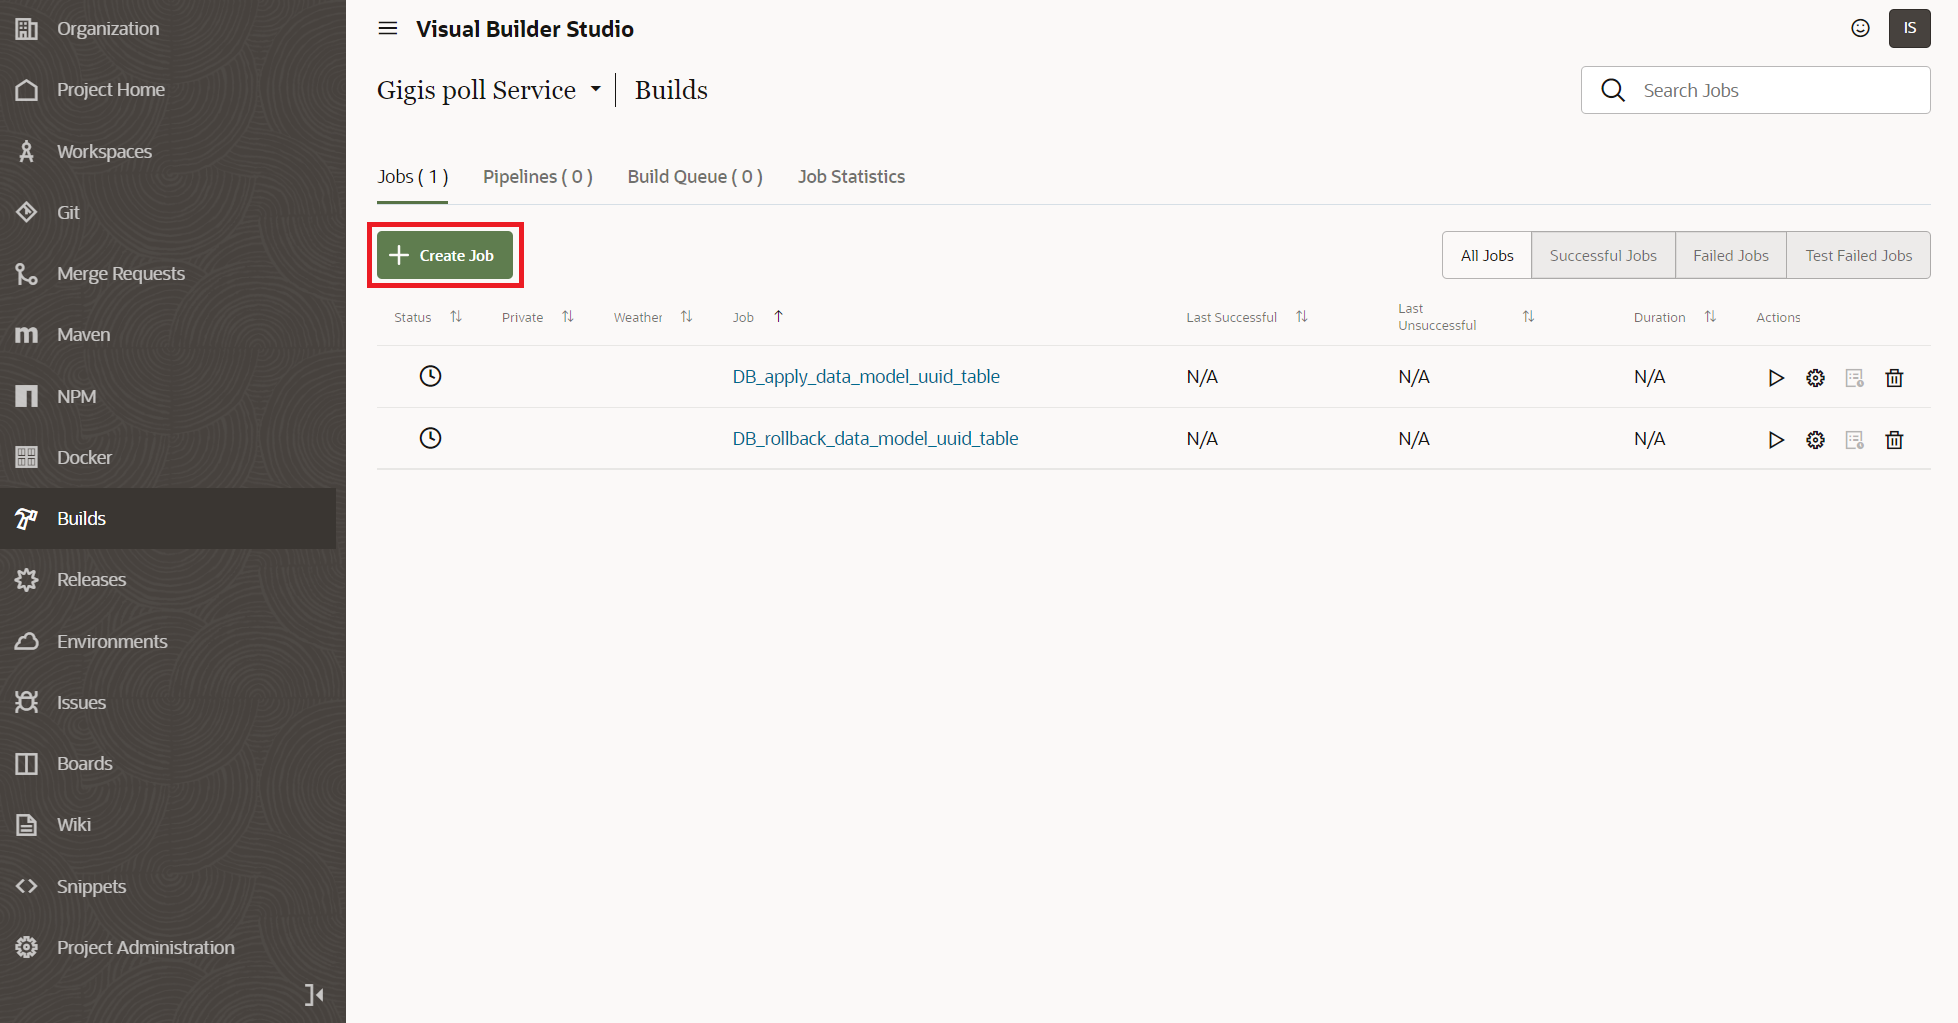 Organization
Project Home
Workspaces
Git
Merge Requests
Maven
NPM
Docker
Builds
Releases
Environments
Issues
Boards
Wiki
Snippets
Project Administration
Visual Builder Studio
IS
Gigis poll Service | Builds
Search Jobs
Jobs ( 1 ) Pipelines ( 0 ) Build Queue ( 0 ) Job Statistics
Create Job
All Jobs Successful Jobs Failed Jobs Test Failed Jobs
Status Private Weather Job Last Successful Last Unsuccessful Duration Actions
DB_apply_data_model_uuid_table N/A N/A N/A
DB_rollback_data_model_uuid_table N/A N/A N/A